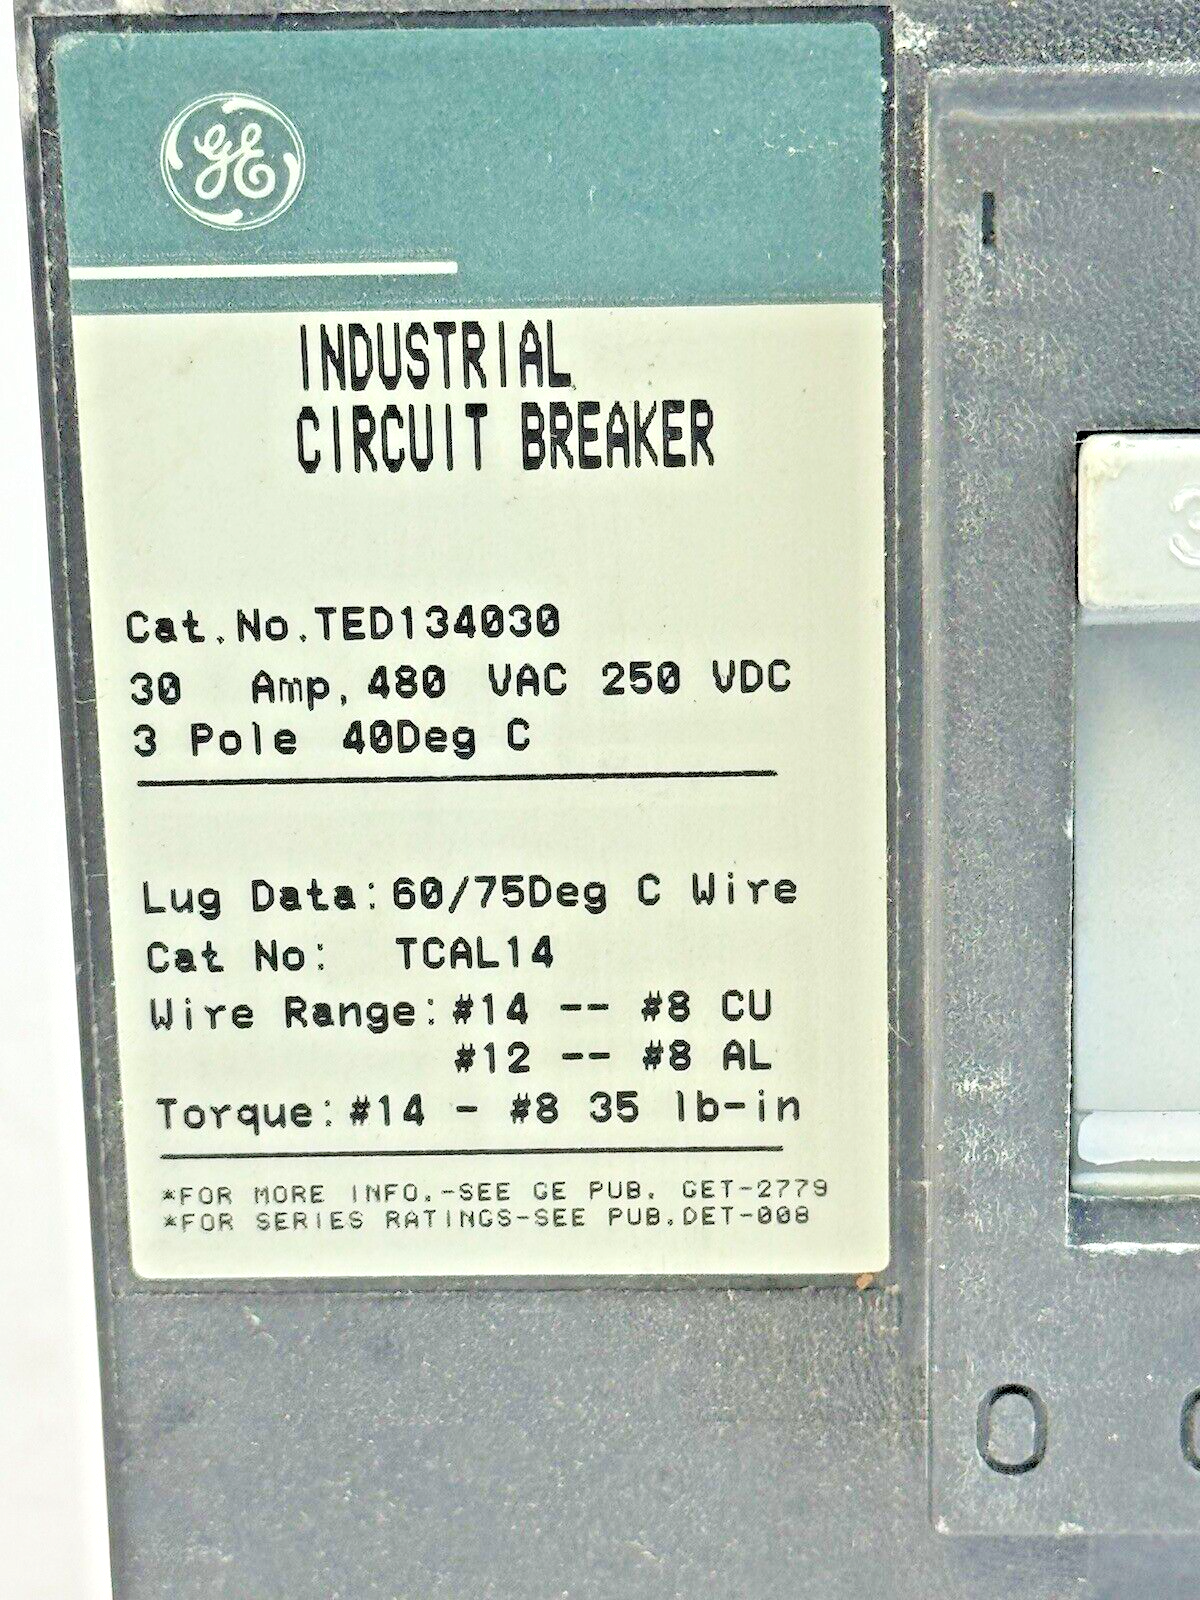 GE
INDUSTRIAL
CIRCUIT BREAKER
Cat.No.TED134030
30 Amp, 480 VAC 250 VDC
3 Pole 40Deg C
Lug Data: 60/75Deg C Wire
Cat No: TCAL14
Wire Range: #14 -- #8 CU
#12 -- #8 AL
Torque: #14 - #8 35 lb-in
*FOR MORE INFO.-SEE GE PUB. GET-2779
*FOR SERIES RATINGS-SEE PUB.DET-008
I
O